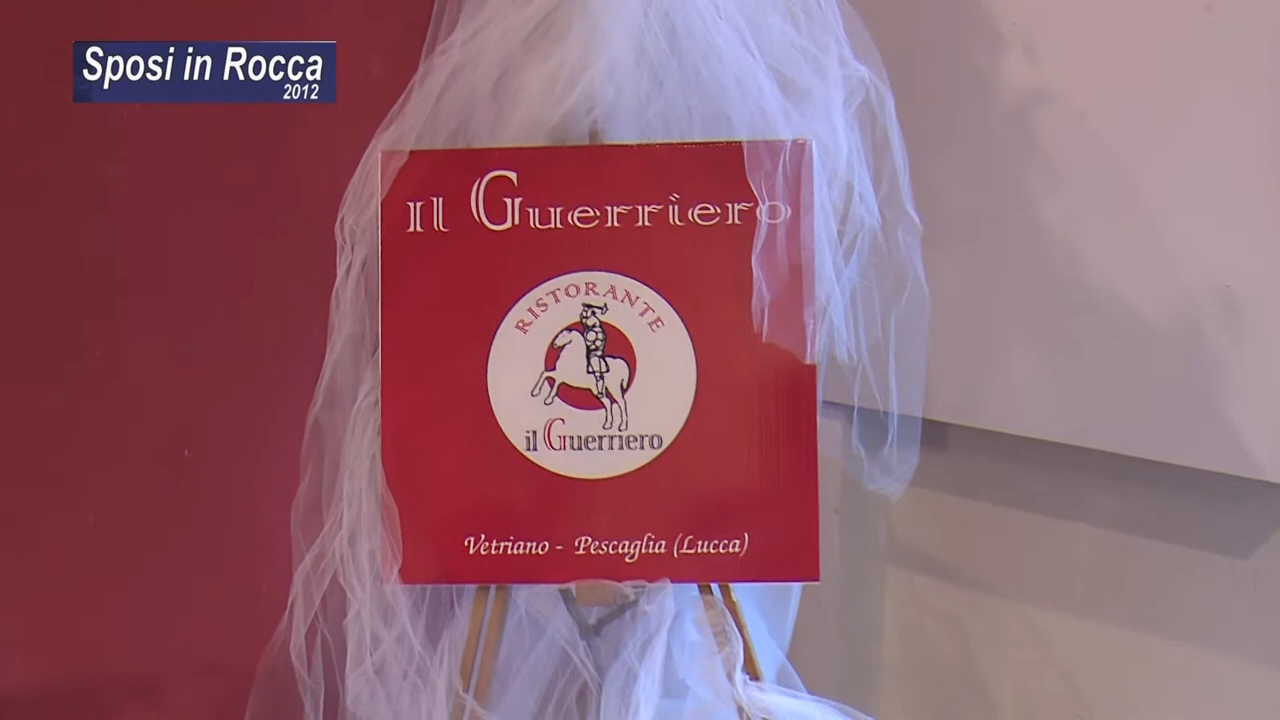 Sposi in Rocca
2012
Il Guerriero
RISTORANTE
il Guerriero
Vetriano - Pescaglia (Lucca)